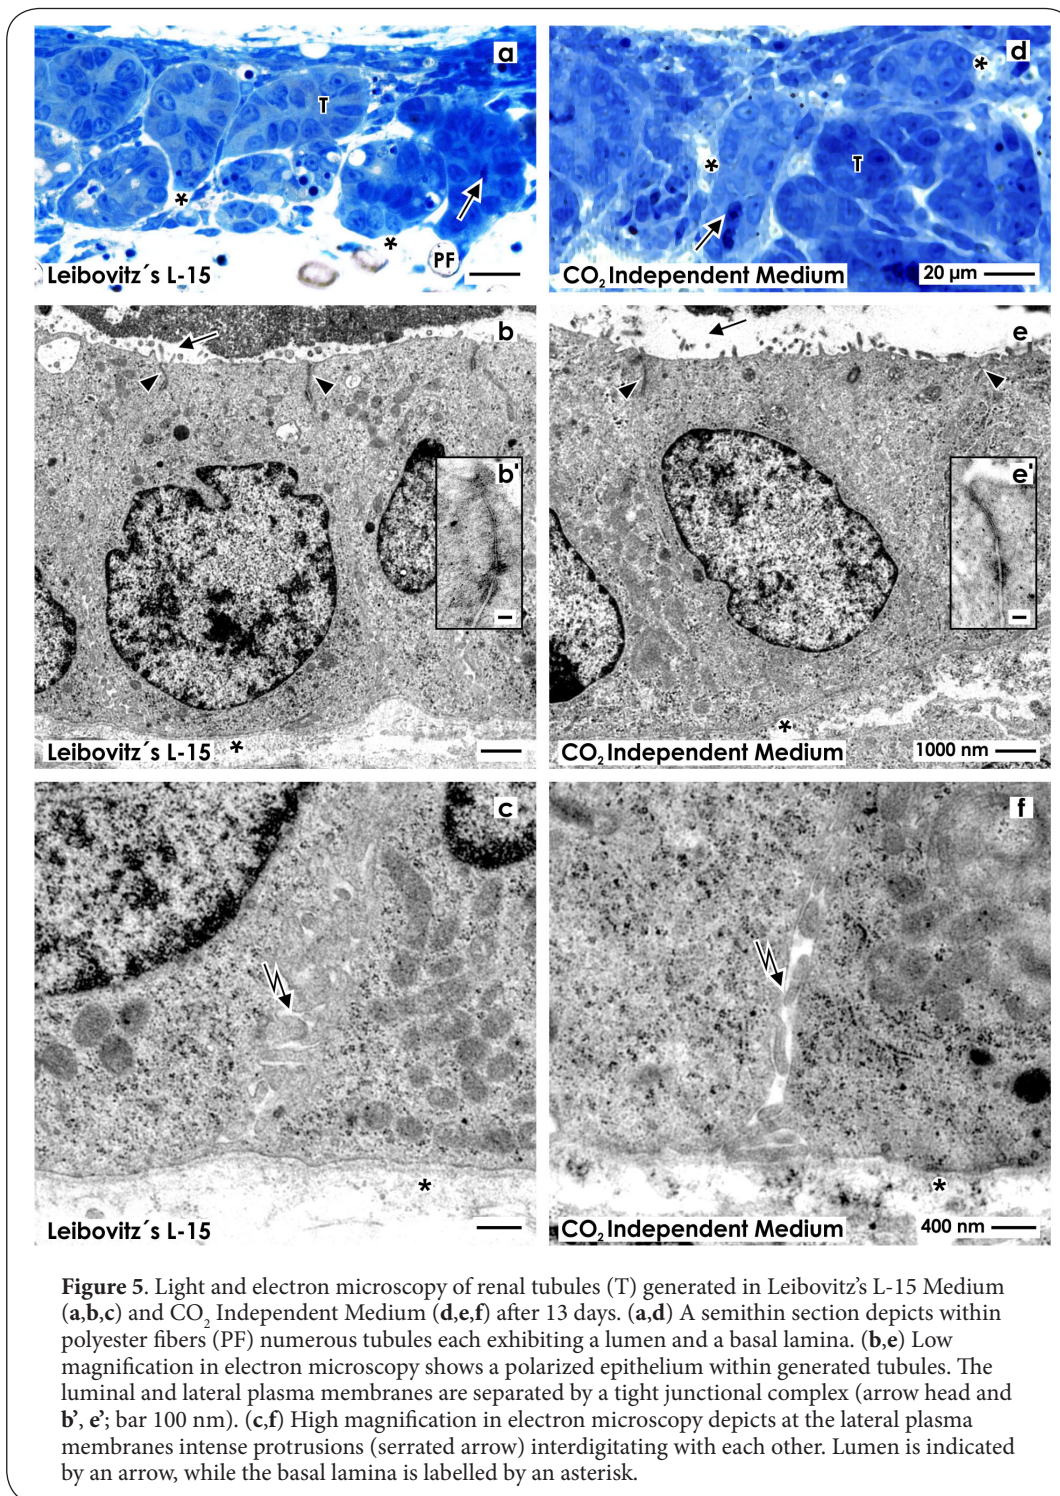 a
T
*
*
PF
Leibovitz´s L-15
d
*
*
T
CO₂ Independent Medium
20 µm
b
b'
Leibovitz´s L-15
*
e
e'
*
CO₂ Independent Medium
1000 nm
c
*
Leibovitz´s L-15
f
*
CO₂ Independent Medium
400 nm
Figure 5. Light and electron microscopy of renal tubules (T) generated in Leibovitz's L-15 Medium
(a,b,c) and CO₂ Independent Medium (d,e,f) after 13 days. (a,d) A semithin section depicts within
polyester fibers (PF) numerous tubules each exhibiting a lumen and a basal lamina. (b,e) Low
magnification in electron microscopy shows a polarized epithelium within generated tubules. The
luminal and lateral plasma membranes are separated by a tight junctional complex (arrow head and
b', e'; bar 100 nm). (c,f) High magnification in electron microscopy depicts at the lateral plasma
membranes intense protrusions (serrated arrow) interdigitating with each other. Lumen is indicated
by an arrow, while the basal lamina is labelled by an asterisk.